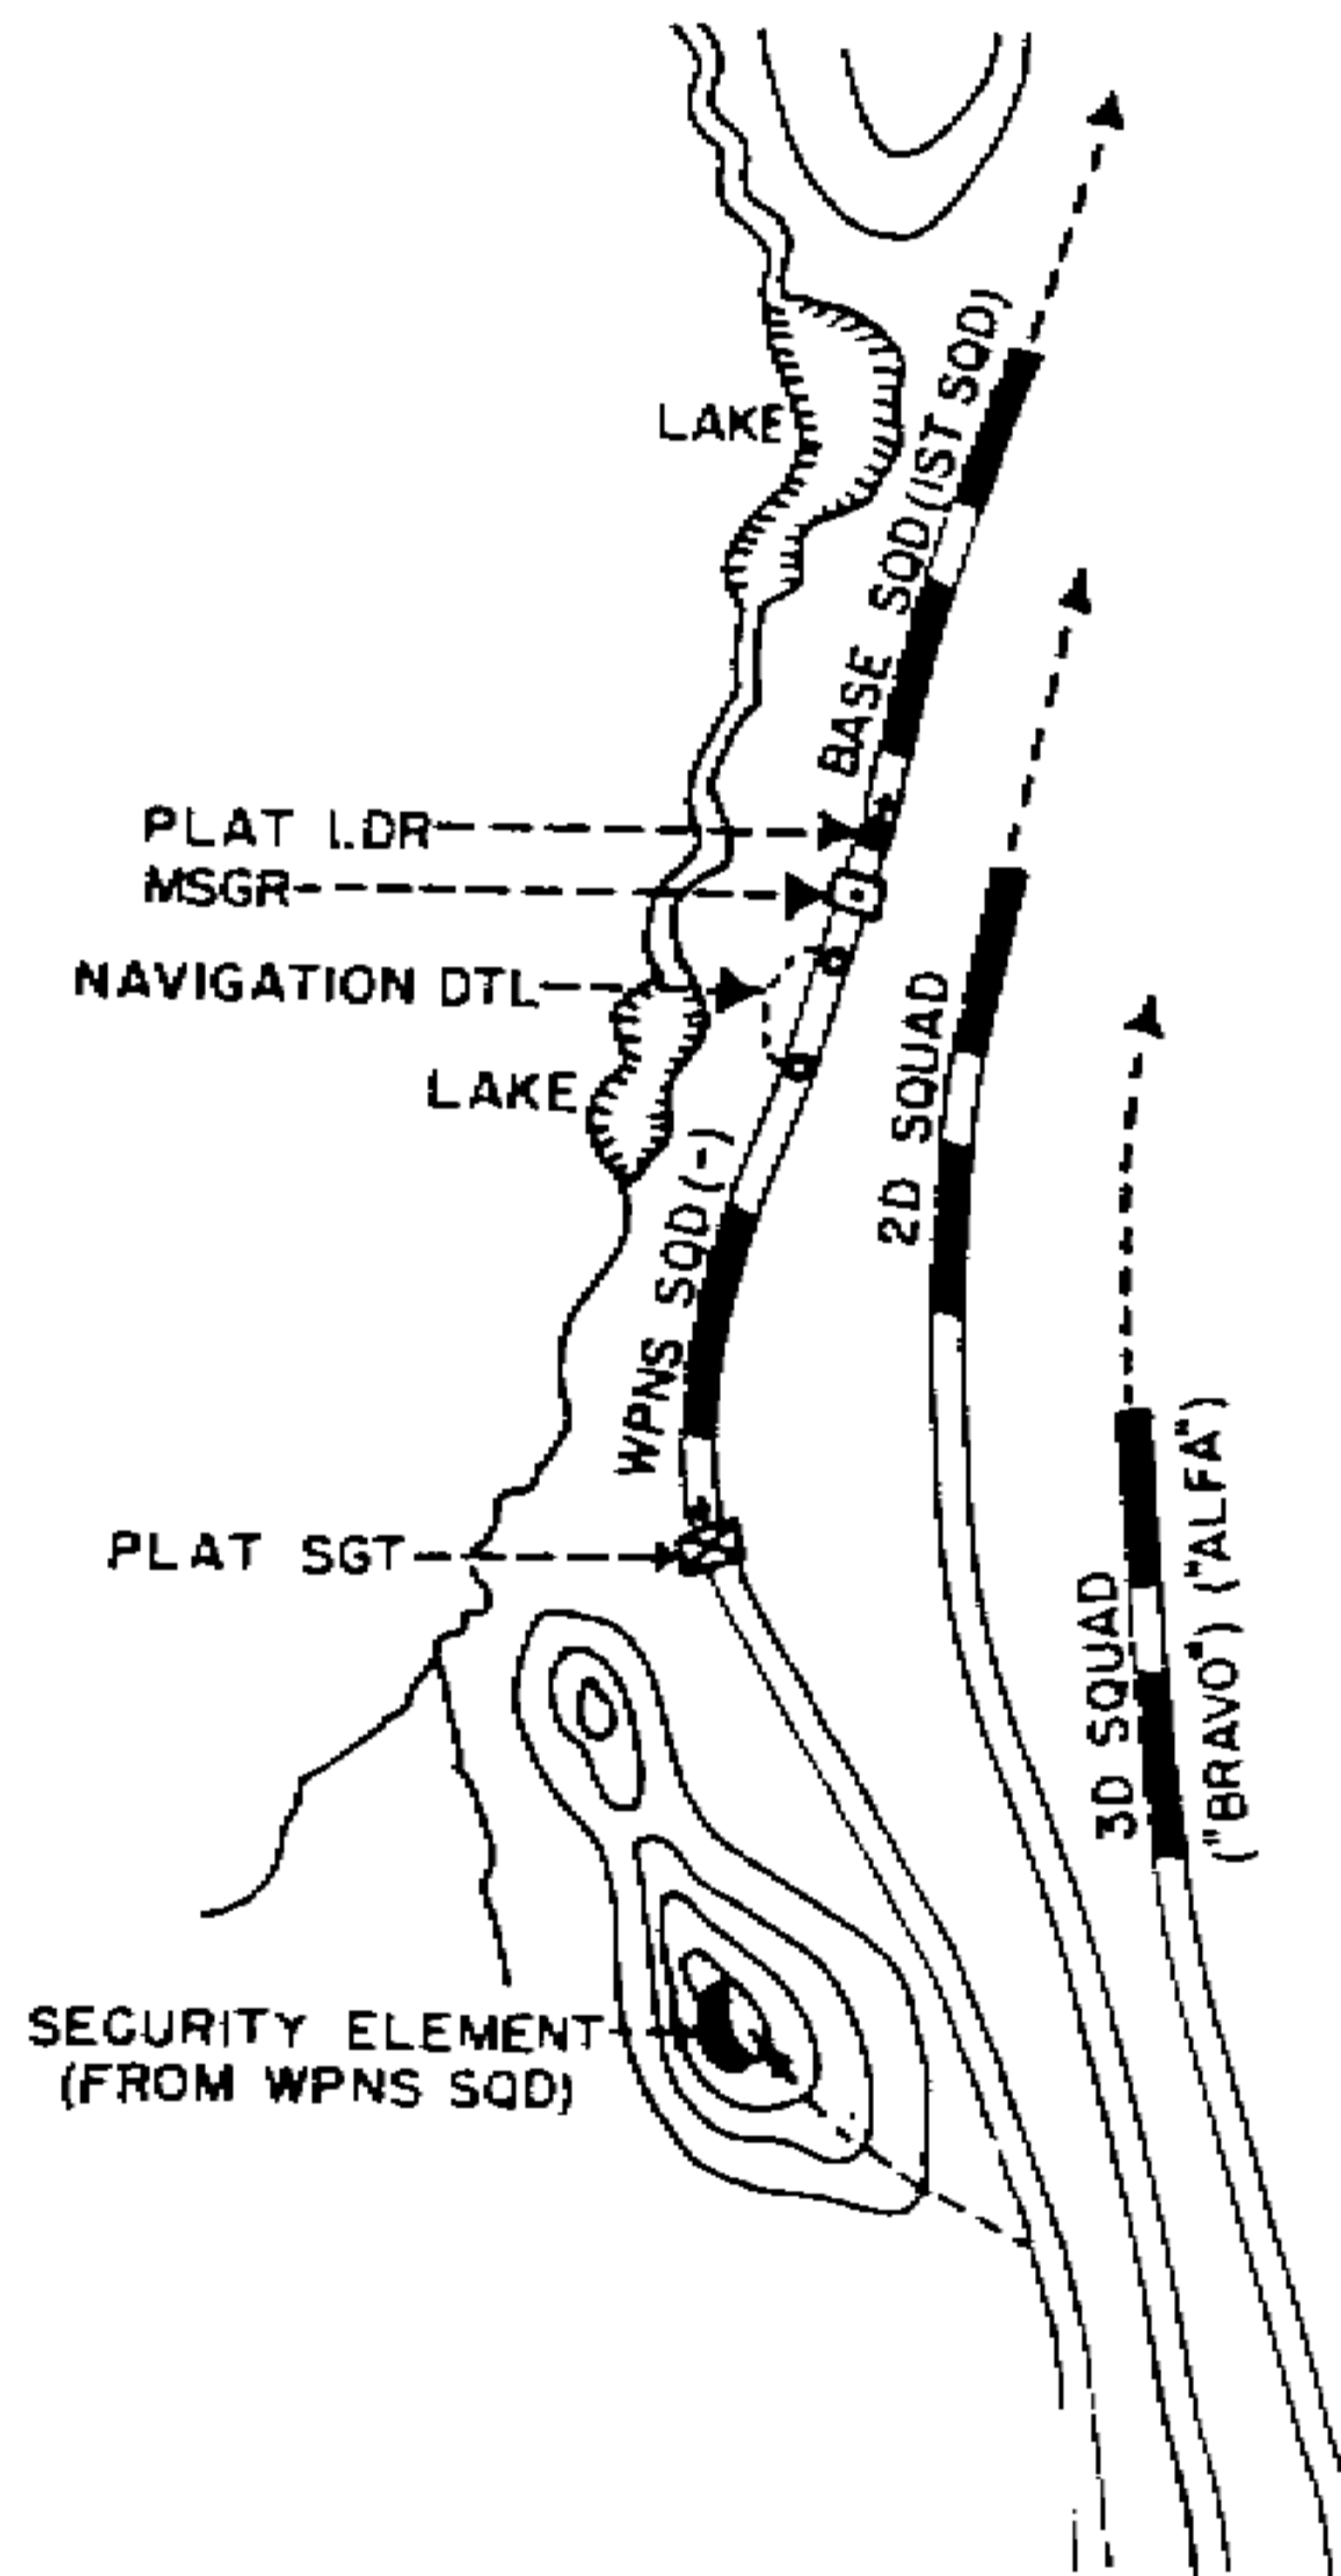 LAKE
BASE SQD (IST SQD)
PLAT LDR
MSGR
NAVIGATION DTL
LAKE
2D SQUAD
WPNS SQD (-)
PLAT SGT
3D SQUAD
("BRAVO") ("ALFA")
SECURITY ELEMENT
(FROM WPNS SQD)